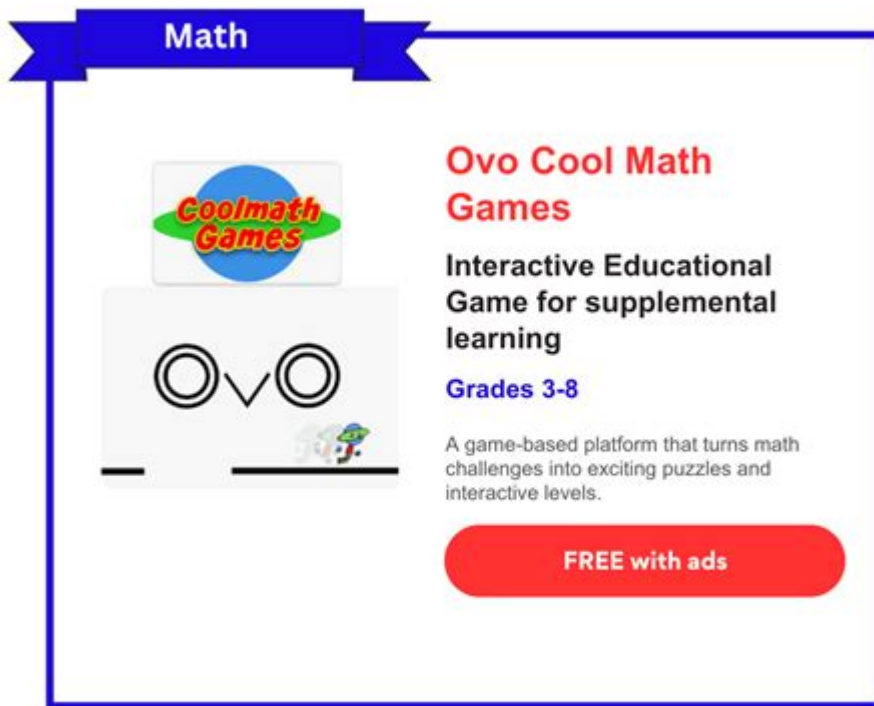 Math
Coolmath
Games
OvO
Ovo Cool Math
Games
Interactive Educational
Game for supplemental
learning
Grades 3-8
A game-based platform that turns math
challenges into exciting puzzles and
interactive levels.
FREE with ads